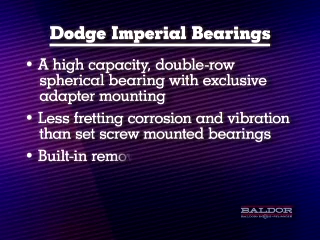 Dodge Imperial Bearings
• A high capacity, double-row
spherical bearing with exclusive
adapter mounting
• Less fretting corrosion and vibration
than set screw mounted bearings
• Built-in remov
BALDOR